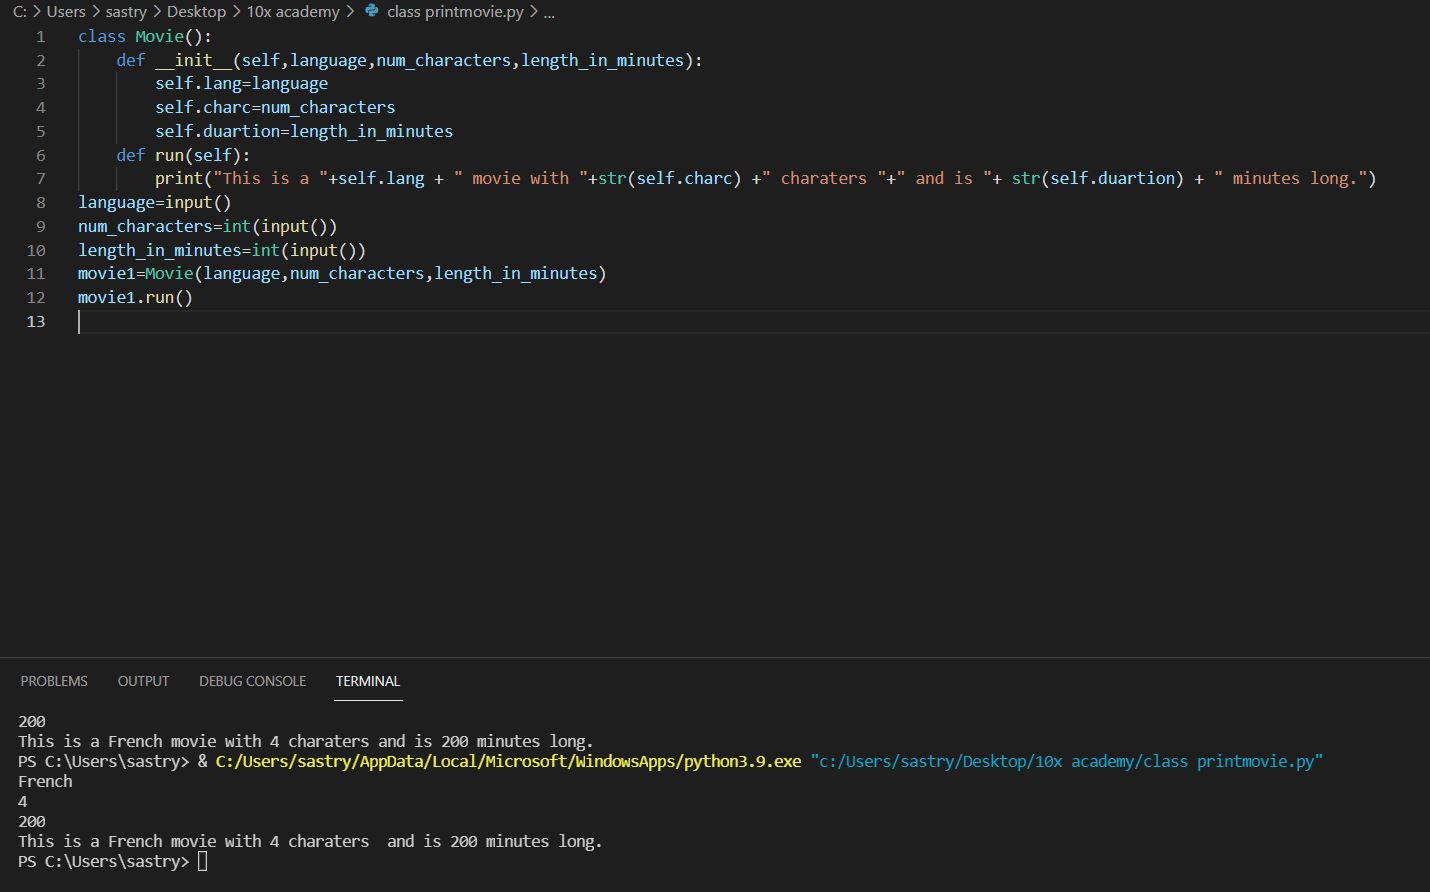 C: > Users > sastry > Desktop > 10x academy > class printmovie.py > ...
1 class Movie():
2     def __init__(self,language,num_characters,length_in_minutes):
3         self.lang=language
4         self.charc=num_characters
5         self.duartion=length_in_minutes
6     def run(self):
7         print("This is a "+self.lang + " movie with "+str(self.charc) +" charaters "+" and is "+ str(self.duartion) + " minutes long.")
8 language=input()
9 num_characters=int(input())
10 length_in_minutes=int(input())
11 movie1=Movie(language,num_characters,length_in_minutes)
12 movie1.run()
13
PROBLEMS OUTPUT DEBUG CONSOLE TERMINAL
200
This is a French movie with 4 charaters and is 200 minutes long.
PS C:\Users\sastry> & C:/Users/sastry/AppData/Local/Microsoft/WindowsApps/python3.9.exe "c:/Users/sastry/Desktop/10x academy/class printmovie.py"
French
4
200
This is a French movie with 4 charaters  and is 200 minutes long.
PS C:\Users\sastry>